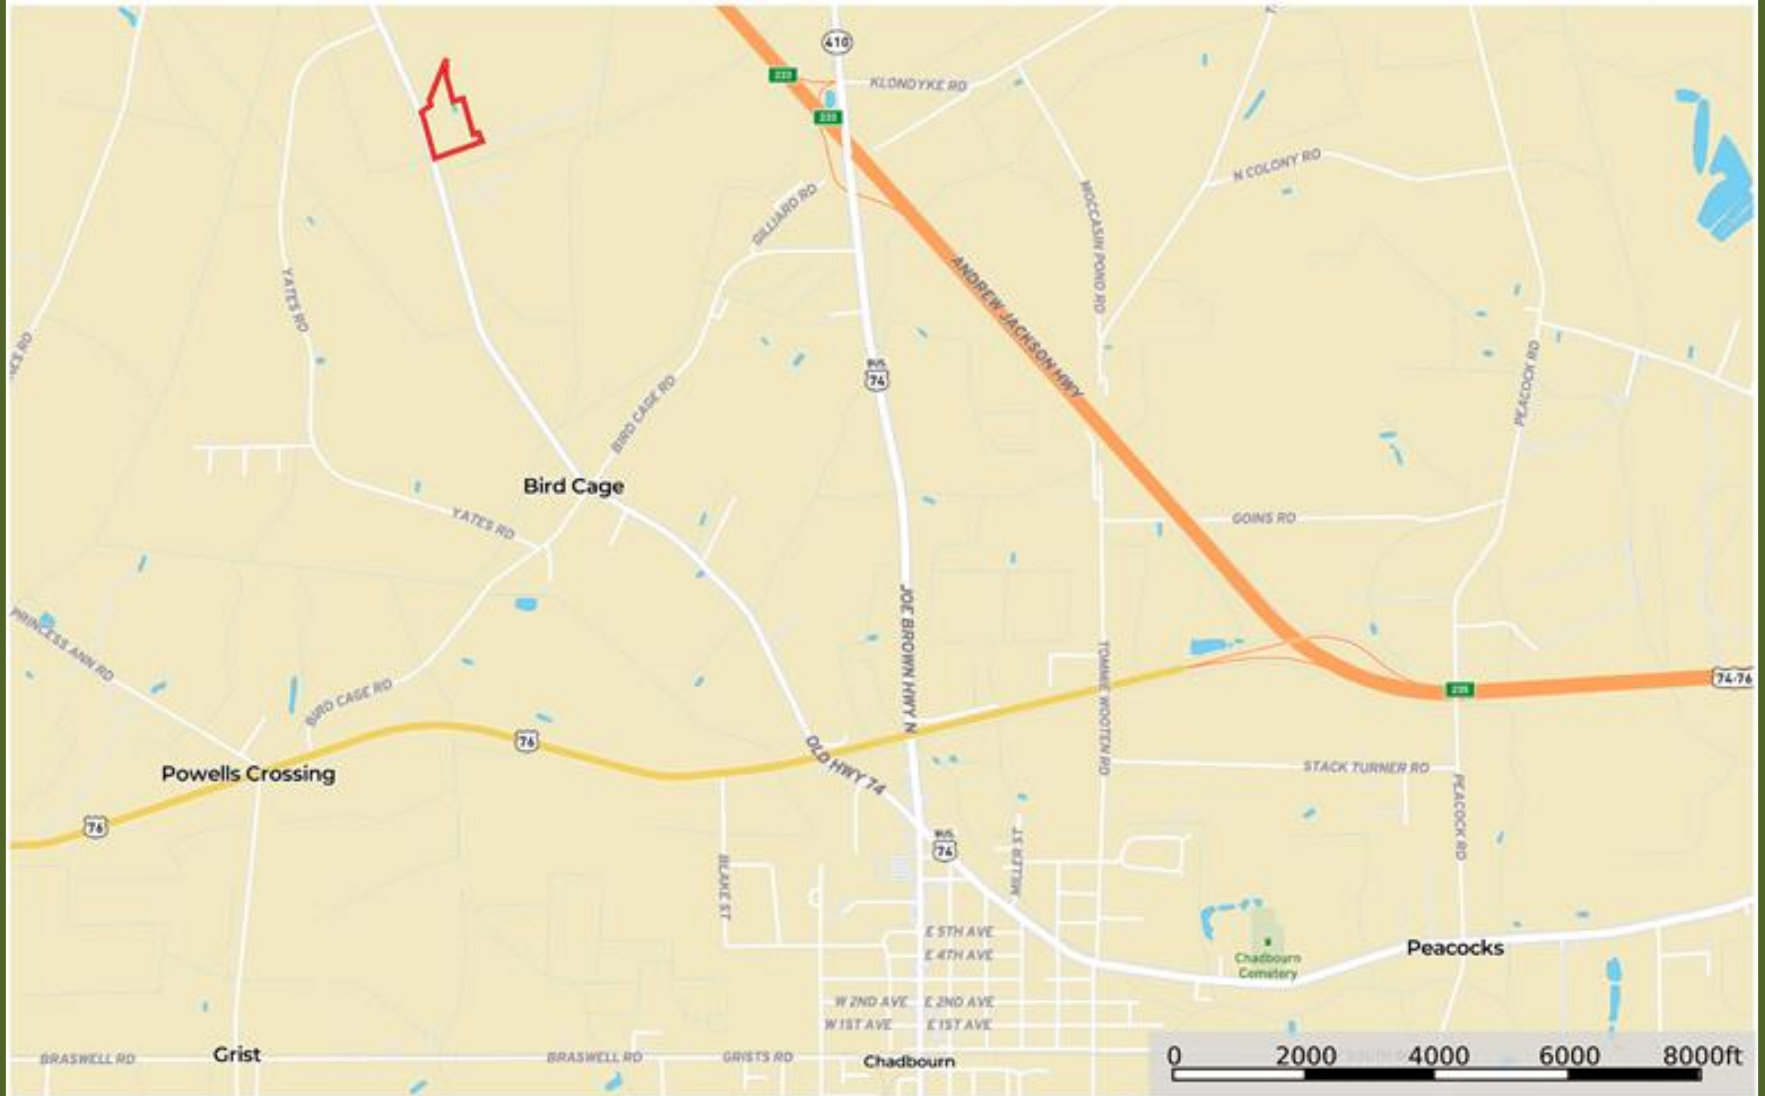 410
233
KLONDYKE RD
233
N COLONY RD
MOCCASIN POND RD
GILLIARD RD
YATES RD
ANDREW JACKSON HWY
PEACOCK RD
BUS
74
BIRD CAGE RD
Bird Cage
YATES RD
GOINS RD
JOE BROWN HWY N
PRINCESS ANN RD
TOMMIE WOOTEN RD
74-76
235
BIRD CAGE RD
76
OLD HWY 74
Powells Crossing
STACK TURNER RD
PEACOCK RD
76
BUS
74
MILLER ST
BLAKE ST
E 5TH AVE
E 4TH AVE
Peacocks
Chadbourn
Cemetery
W 2ND AVE E 2ND AVE
W 1ST AVE E 1ST AVE
BRASWELL RD
Grist
BRASWELL RD
GRISTS RD
Chadbourn
0 2000 4000 6000 8000ft